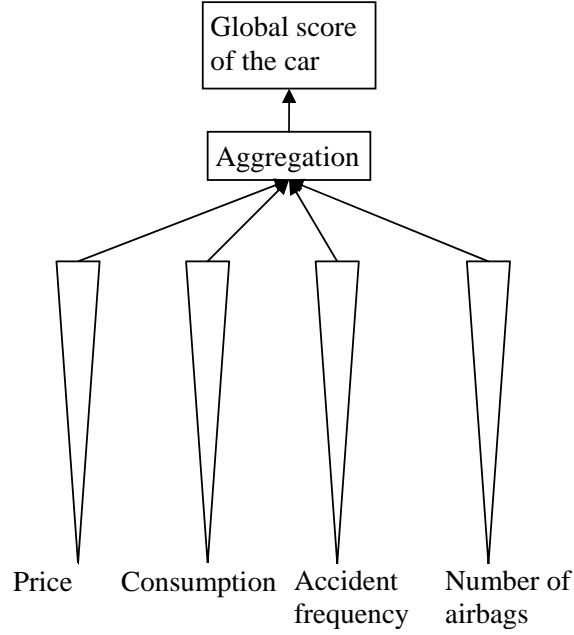 Global score
of the car
Aggregation
Price
Consumption
Accident
frequency
Number of
airbags